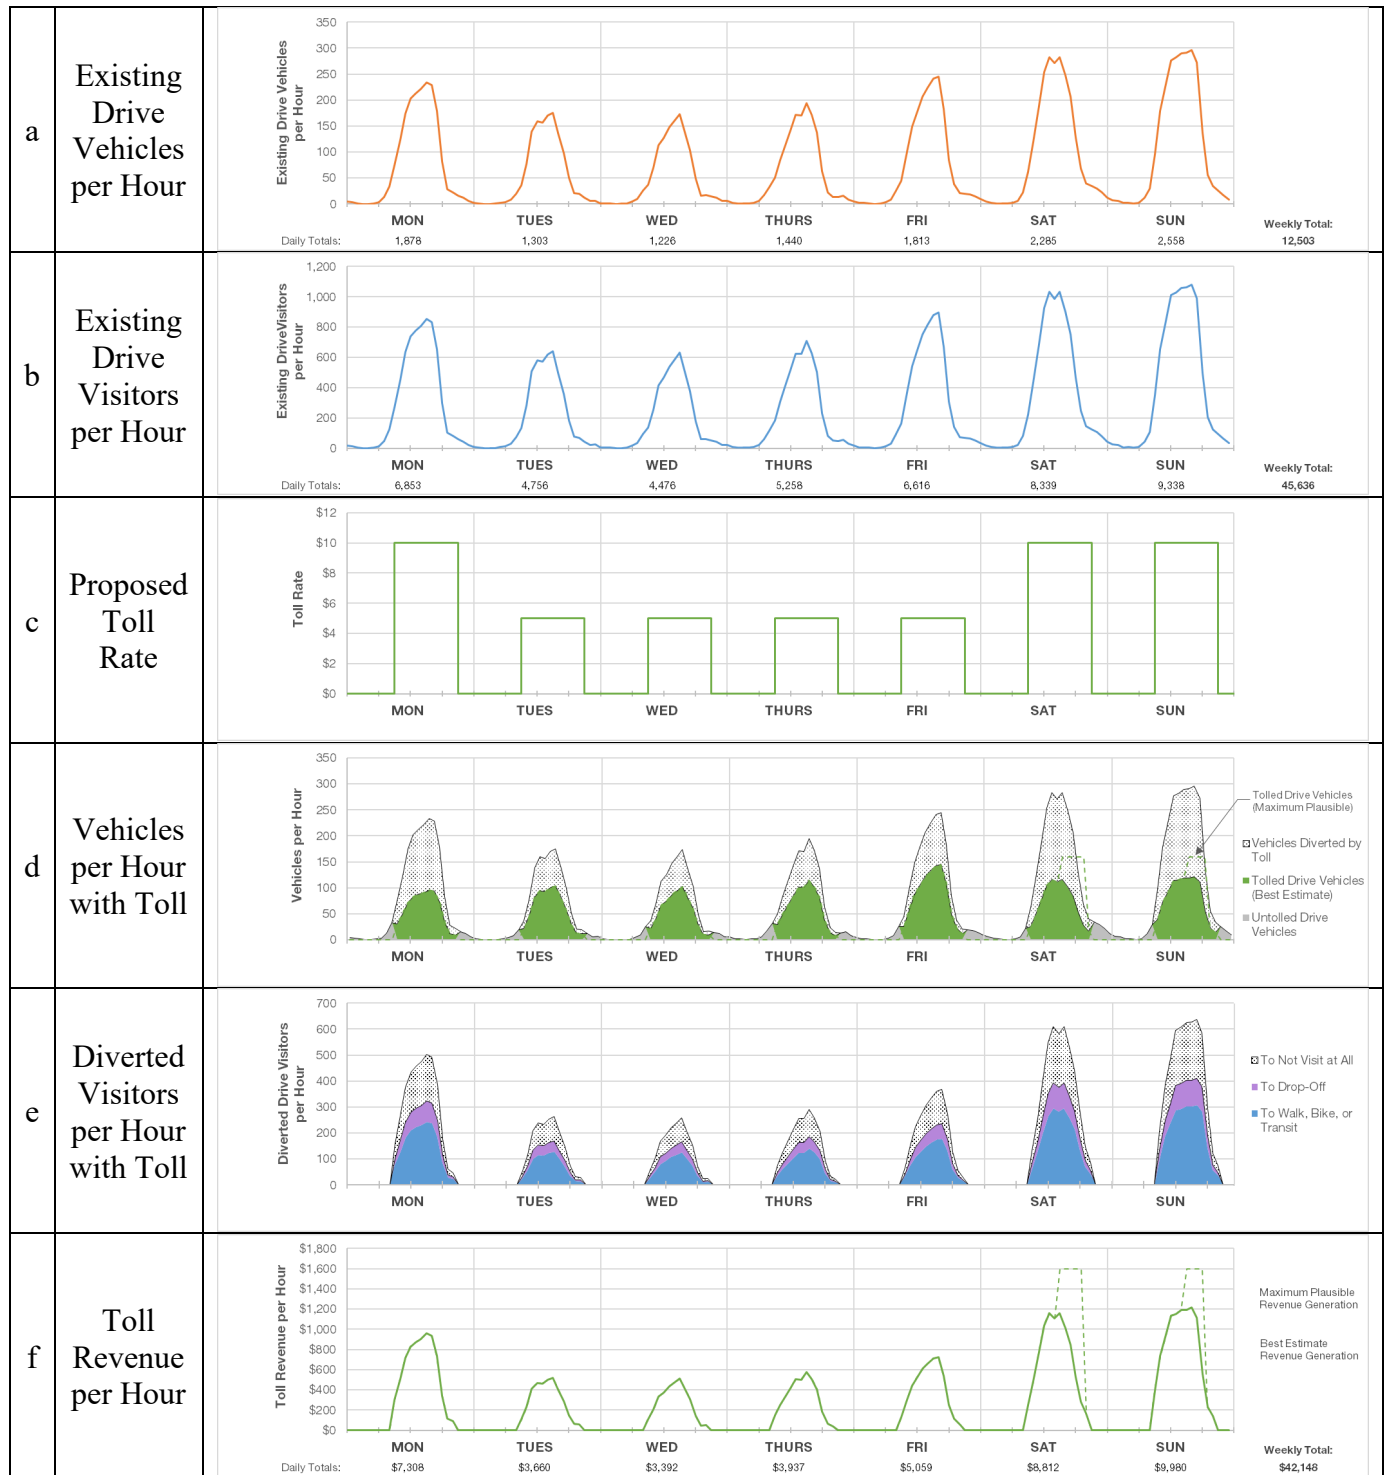 a
Existing
Drive
Vehicles
per Hour
Existing Drive Vehicles
per Hour
350
300
250
200
150
100
50
0
MON TUES WED THURS FRI SAT SUN
Weekly Total:
Daily Totals: 1,878 1,303 1,226 1,440 1,813 2,285 2,558 12,503
b
Existing
Drive
Visitors
per Hour
Existing DriveVisitors
per Hour
1,200
1,000
800
600
400
200
0
MON TUES WED THURS FRI SAT SUN
Weekly Total:
Daily Totals: 6,853 4,756 4,476 5,258 6,616 8,339 9,338 45,636
c
Proposed
Toll
Rate
Toll Rate
$12
$10
$8
$6
$4
$2
$0
MON TUES WED THURS FRI SAT SUN
d
Vehicles
per Hour
with Toll
Vehicles per Hour
350
300
250
200
150
100
50
0
MON TUES WED THURS FRI SAT SUN
Tolled Drive Vehicles
(Maximum Plausible)
Vehicles Diverted by
Toll
Tolled Drive Vehicles
(Best Estimate)
Untolled Drive
Vehicles
e
Diverted
Visitors
per Hour
with Toll
Diverted Drive Visitors
per Hour
700
600
500
400
300
200
100
0
MON TUES WED THURS FRI SAT SUN
To Not Visit at All
To Drop-Off
To Walk, Bike, or
Transit
f
Toll
Revenue
per Hour
Toll Revenue per Hour
$1,800
$1,600
$1,400
$1,200
$1,000
$800
$600
$400
$200
$0
Maximum Plausible
Revenue Generation
Best Estimate
Revenue Generation
MON TUES WED THURS FRI SAT SUN
Weekly Total:
Daily Totals: $7,308 $3,660 $3,392 $3,937 $5,059 $8,812 $9,980 $42,148